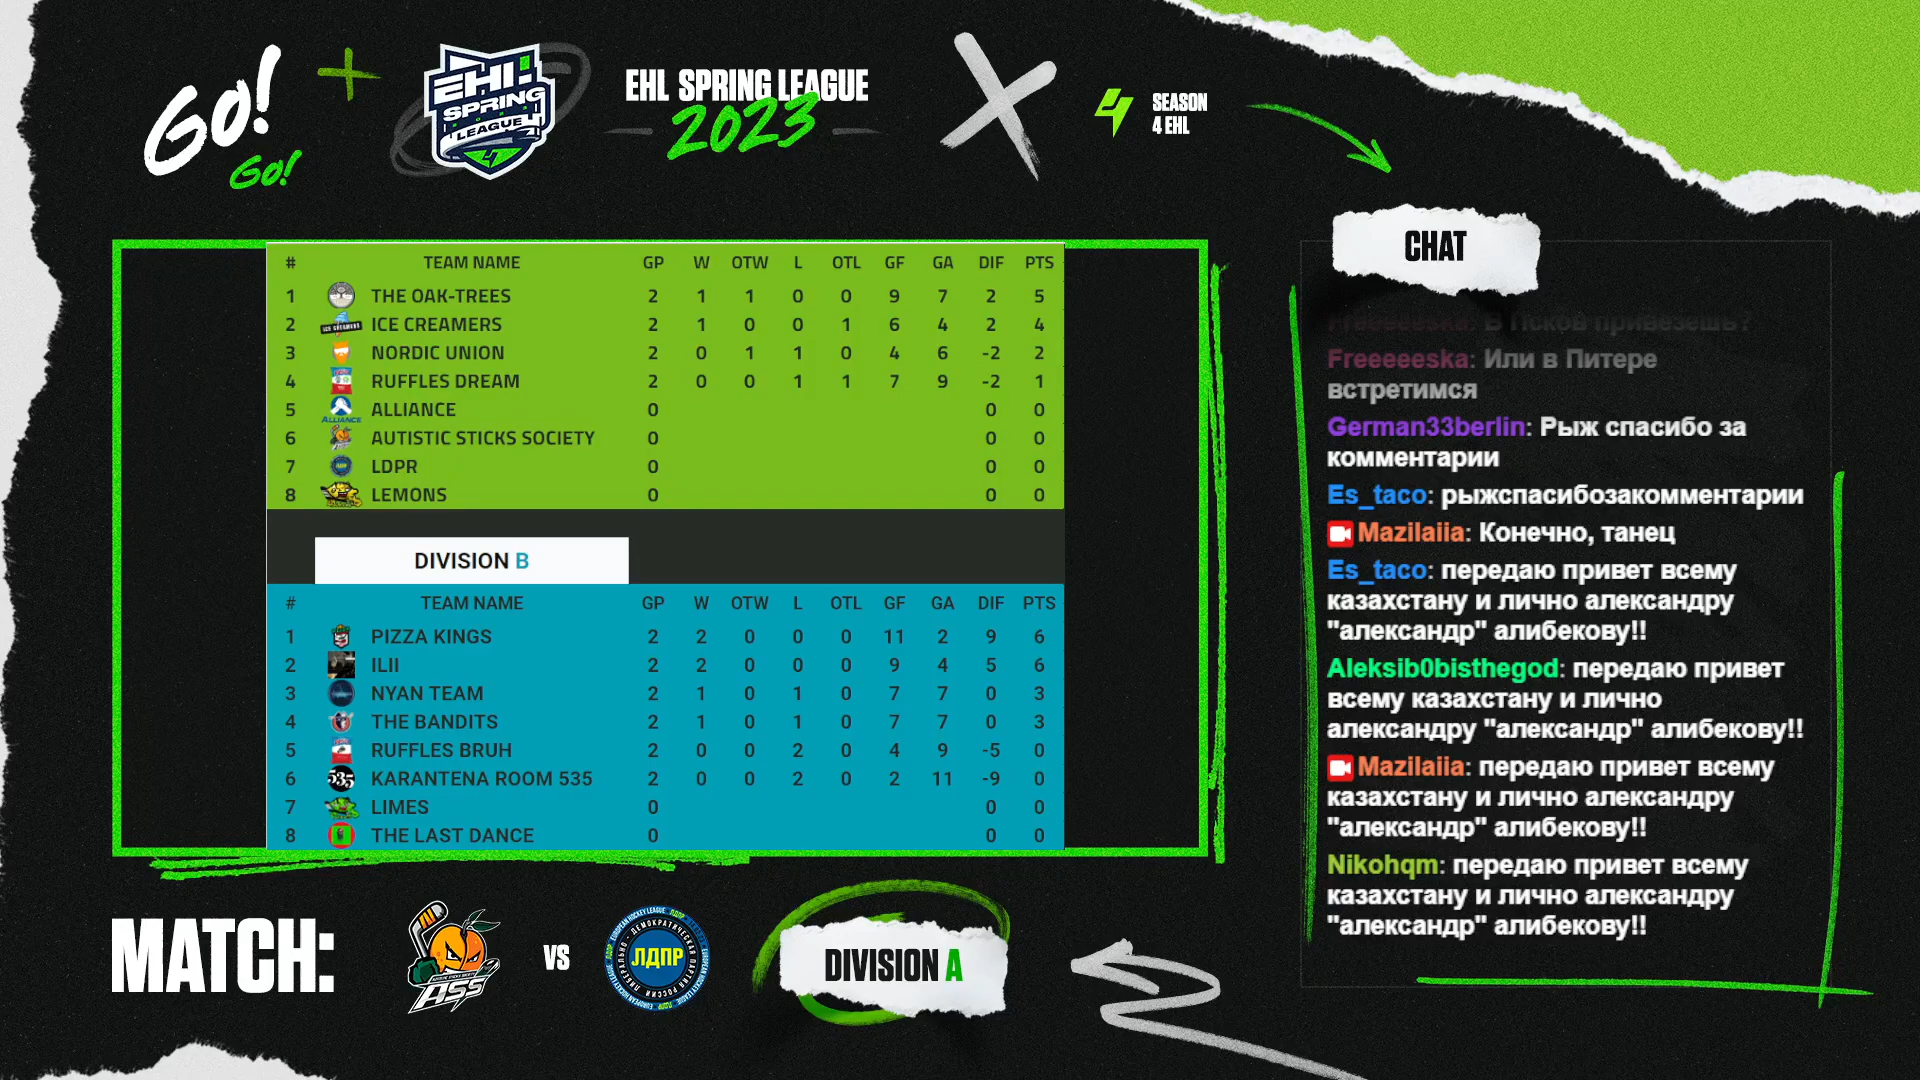 GO!
GO!
EHL
SPRING
LEAGUE
EHL SPRING LEAGUE
2023
SEASON
4 EHL
# TEAM NAME GP W OTW L OTL GF GA DIF PTS
1 THE OAK-TREES 2 1 1 0 0 9 7 2 5
2 ICE CREAMERS 2 1 0 0 1 6 4 2 4
3 NORDIC UNION 2 0 1 1 0 4 6 -2 2
4 RUFFLES DREAM 2 0 0 1 1 7 9 -2 1
5 ALLIANCE 0 0 0
6 AUTISTIC STICKS SOCIETY 0 0 0
7 LDPR 0 0 0
8 LEMONS 0 0 0
DIVISION B
# TEAM NAME GP W OTW L OTL GF GA DIF PTS
1 PIZZA KINGS 2 2 0 0 0 11 2 9 6
2 ILII 2 2 0 0 0 9 4 5 6
3 NYAN TEAM 2 1 0 1 0 7 7 0 3
4 THE BANDITS 2 1 0 1 0 7 7 0 3
5 RUFFLES BRUH 2 0 0 2 0 4 9 -5 0
6 KARANTENA ROOM 535 2 0 0 2 0 2 11 -9 0
7 LIMES 0 0 0
8 THE LAST DANCE 0 0 0
CHAT
Freeeeeska: В Псков привезешь?
Freeeeeska: Или в Питере
встретимся
German33berlin: Рыж спасибо за
комментарии
Es_taco: рыжспасибозакомментарии
Mazilaiia: Конечно, танец
Es_taco: передаю привет всему
казахстану и лично александру
"александр" алибекову!!
Aleksib0bisthegod: передаю привет
всему казахстану и лично
александру "александр" алибекову!!
Mazilaiia: передаю привет всему
казахстану и лично александру
"александр" алибекову!!
Nikohqm: передаю привет всему
казахстану и лично александру
"александр" алибекову!!
MATCH:
ASS
VS
ЛДПР
DIVISION A